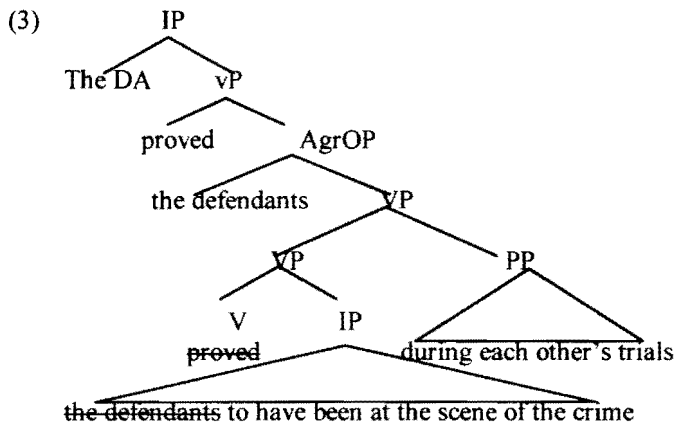 (3) IP
The DA vP
proved AgrOP
the defendants VP
VP PP
V IP
proved during each other's trials
the defendants to have been at the scene of the crime